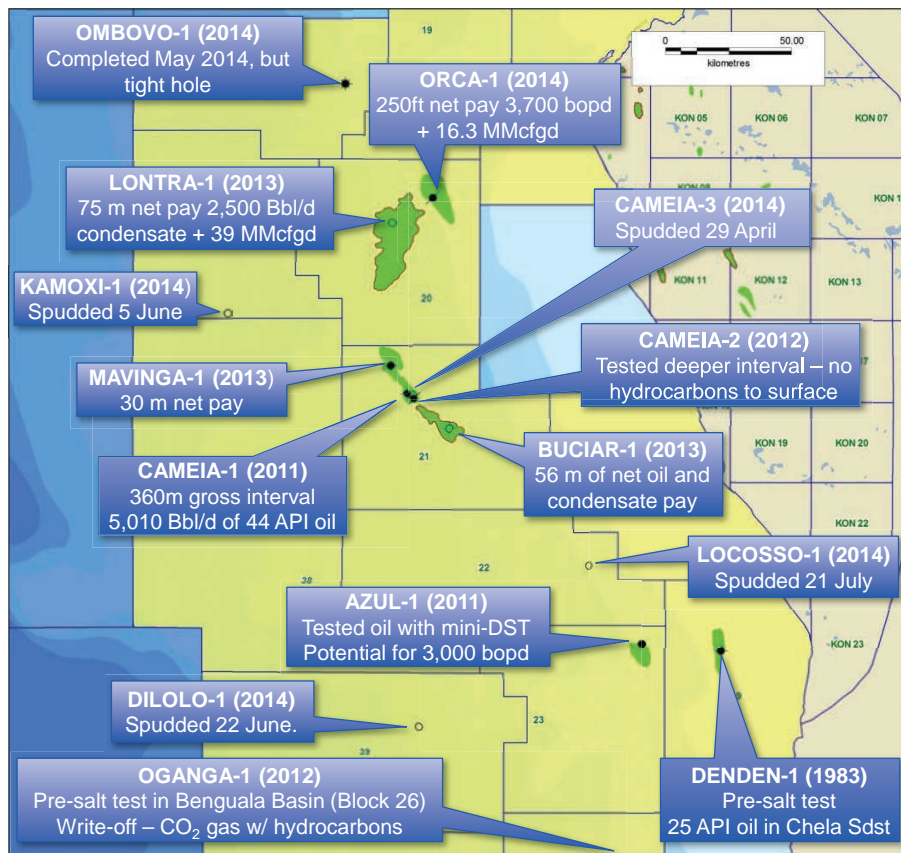 OMBOVO-1 (2014)
Completed May 2014, but
tight hole
19
0 50.00
kilometres
ORCA-1 (2014)
250ft net pay 3,700 bopd
+ 16.3 MMcfgd
KON 05
KON 06
KON 07
LONTRA-1 (2013)
75 m net pay 2,500 Bbl/d
condensate + 39 MMcfgd
CAMEIA-3 (2014)
Spudded 29 April
KON 11
KON 12
KON 13
20
KAMOXI-1 (2014)
Spudded 5 June
CAMEIA-2 (2012)
Tested deeper interval – no
hydrocarbons to surface
MAVINGA-1 (2013)
30 m net pay
KON 19
KON 20
21
BUCIAR-1 (2013)
56 m of net oil and
condensate pay
CAMEIA-1 (2011)
360m gross interval
5,010 Bbl/d of 44 API oil
KON 22
LOCOSSO-1 (2014)
Spudded 21 July
22
38
AZUL-1 (2011)
Tested oil with mini-DST
Potential for 3,000 bopd
KON 23
DILOLO-1 (2014)
Spudded 22 June.
23
39
OGANGA-1 (2012)
Pre-salt test in Benguala Basin (Block 26)
Write-off – CO₂ gas w/ hydrocarbons
DENDEN-1 (1983)
Pre-salt test
25 API oil in Chela Sdst